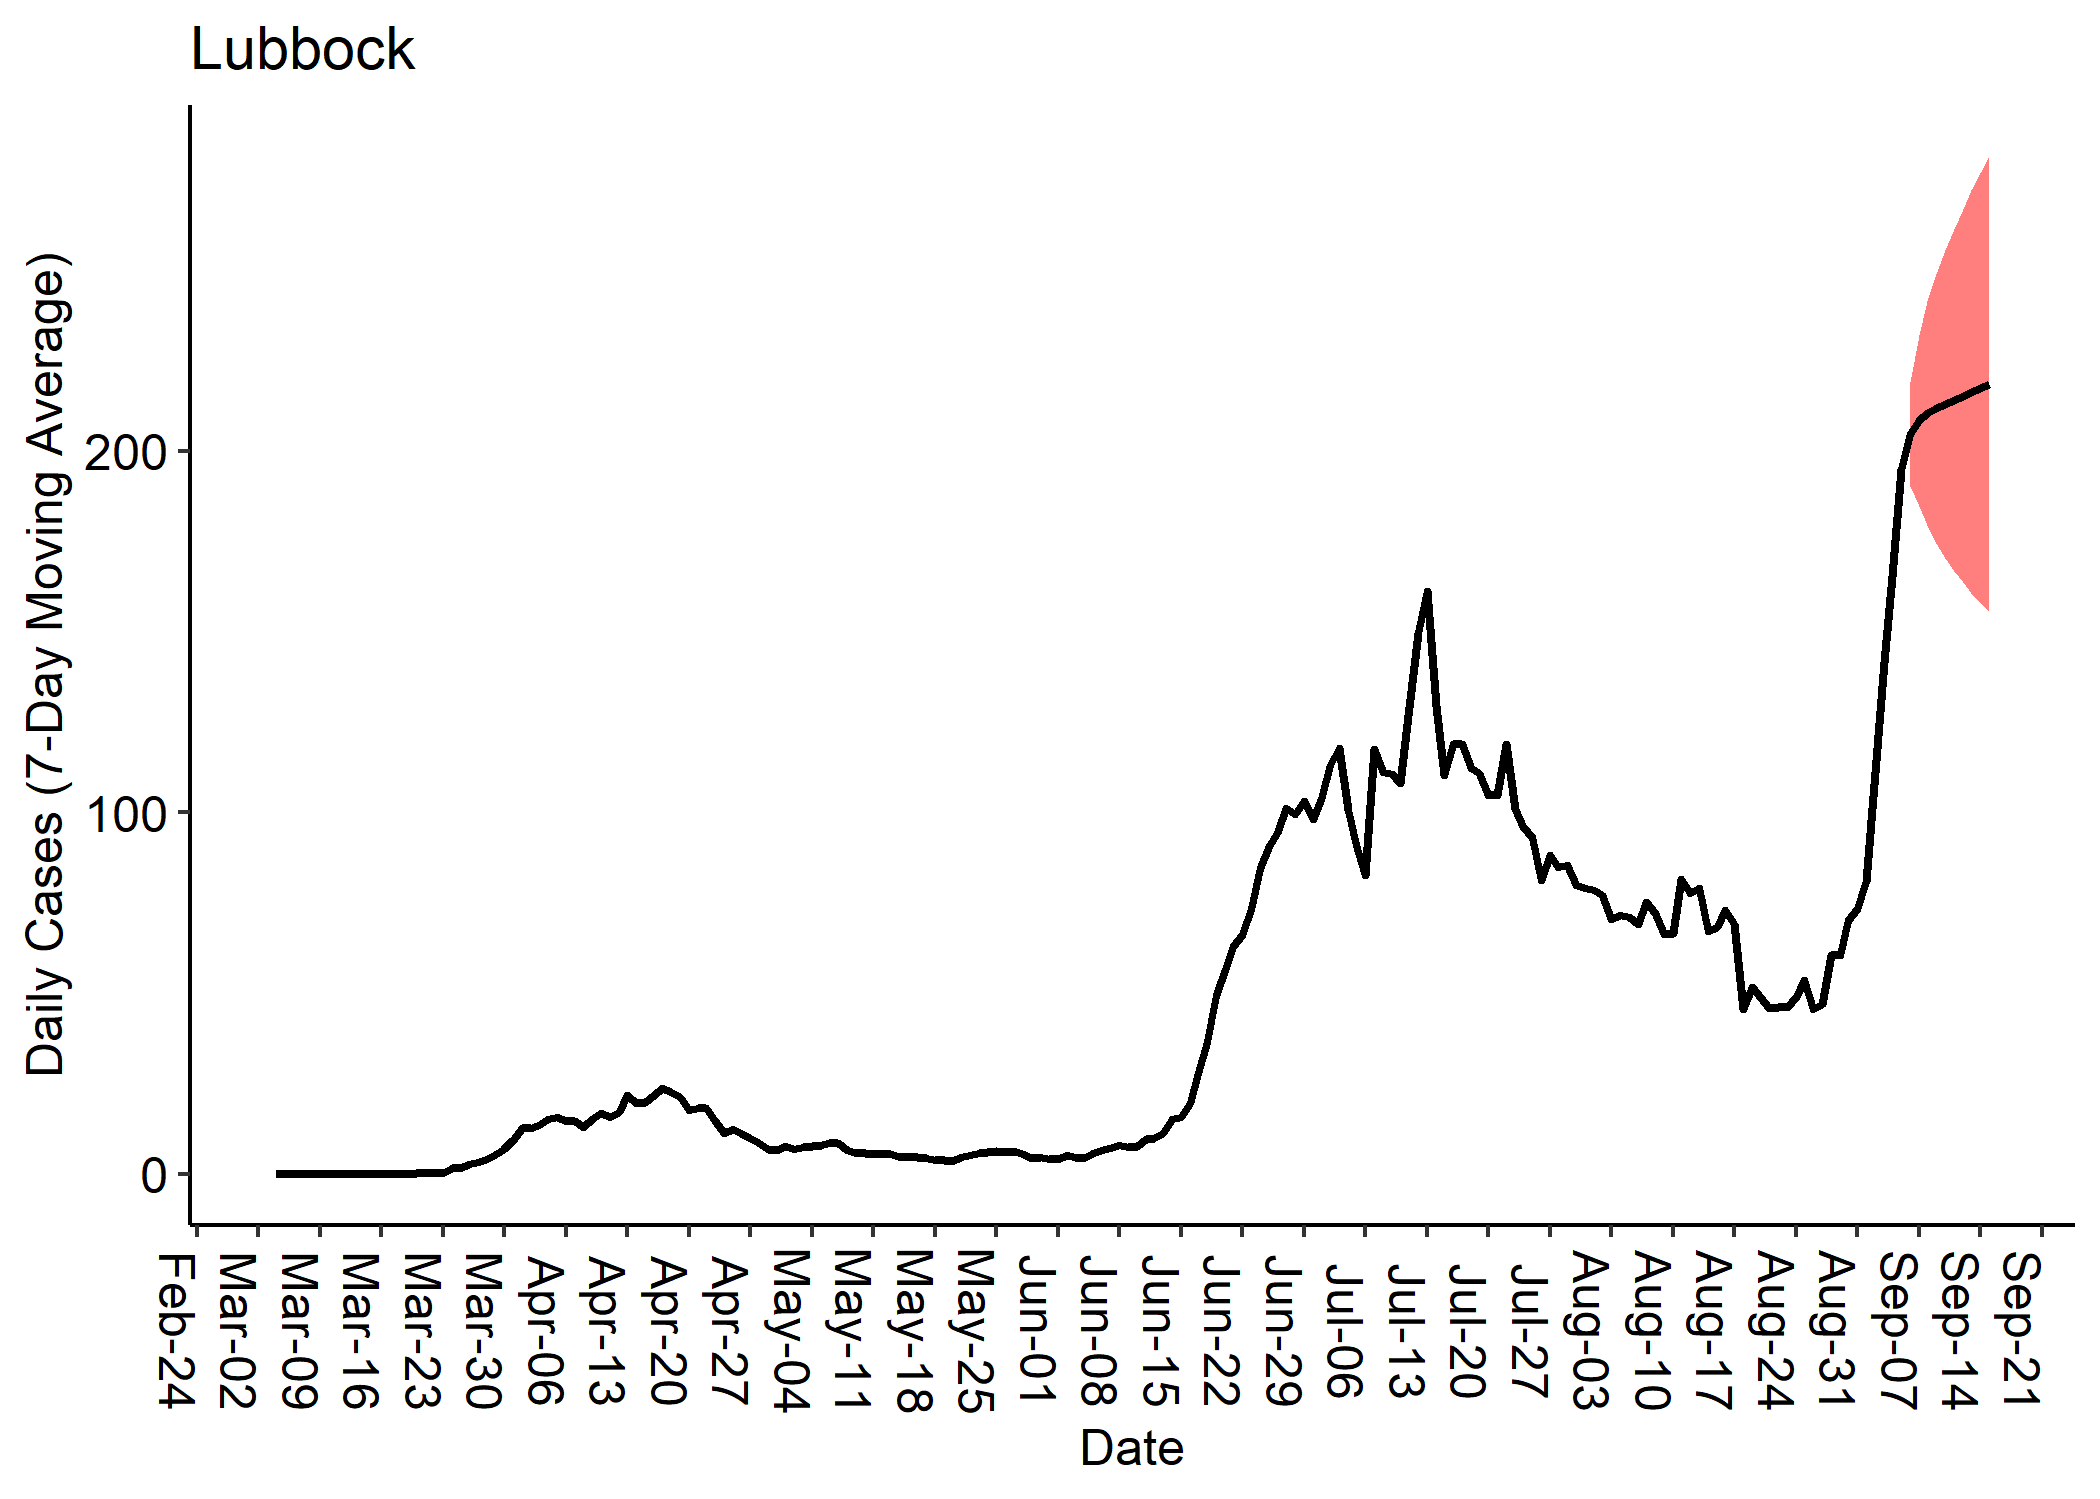 Lubbock
Daily Cases (7-Day Moving Average)
200
100
0
Feb-24
Mar-02
Mar-09
Mar-16
Mar-23
Mar-30
Apr-06
Apr-13
Apr-20
Apr-27
May-04
May-11
May-18
May-25
Jun-01
Jun-08
Jun-15
Jun-22
Jun-29
Jul-06
Jul-13
Jul-20
Jul-27
Aug-03
Aug-10
Aug-17
Aug-24
Aug-31
Sep-07
Sep-14
Sep-21
Date